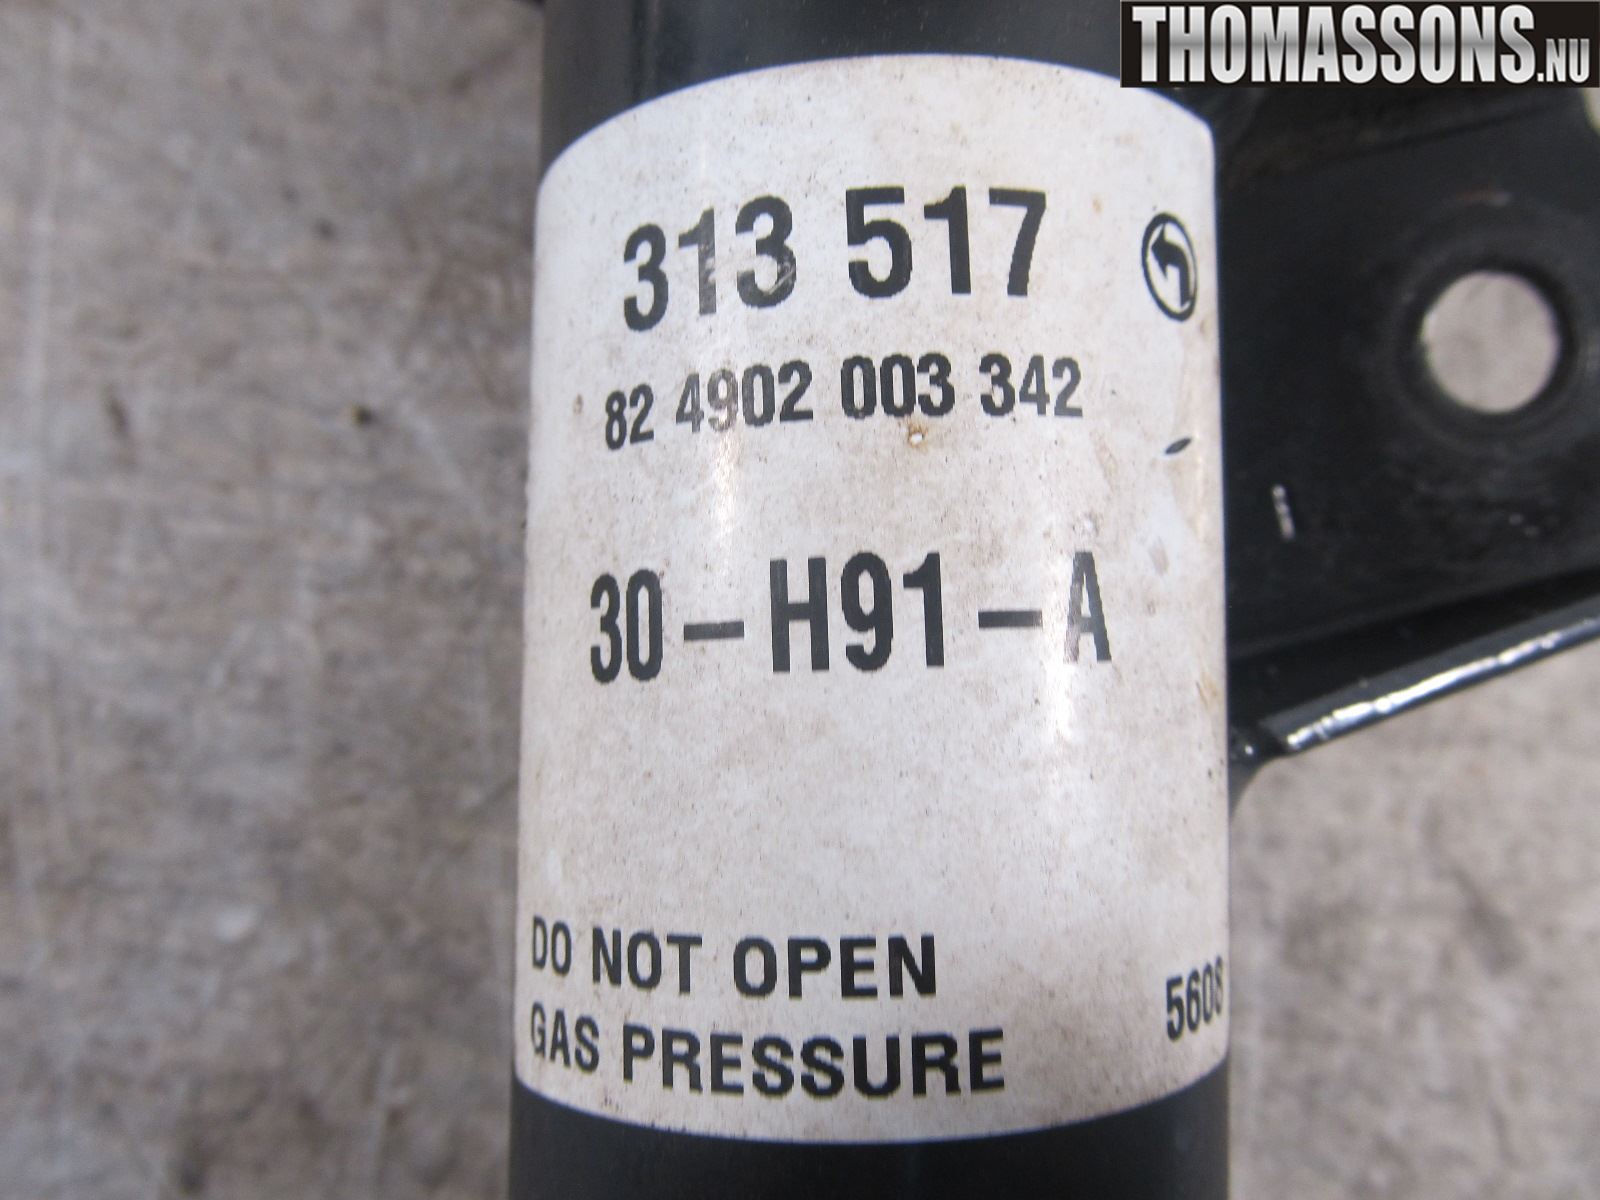 THOMASSONS.NU
313 517
82 4902 003 342
30-H91-A
DO NOT OPEN
GAS PRESSURE
5608